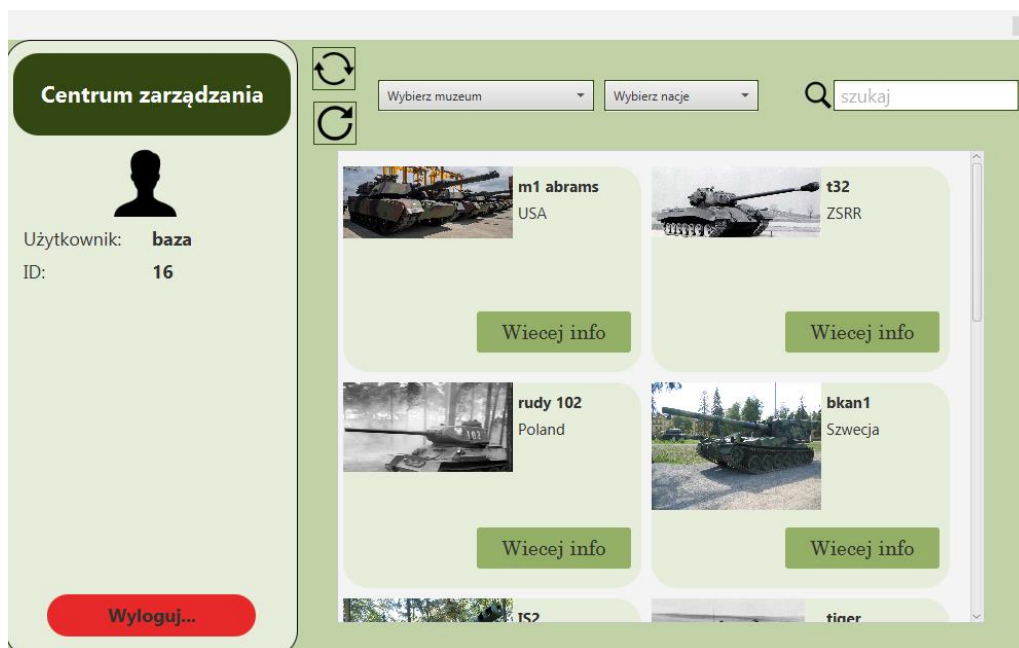 Centrum zarządzania
Użytkownik: baza
ID: 16
Wyloguj...
Wybierz muzeum
Wybierz nacje
szukaj
m1 abrams
USA
Wiecej info
t32
ZSRR
Wiecej info
rudy 102
Poland
Wiecej info
bkan1
Szwecja
Wiecej info
IS2
tiger
102